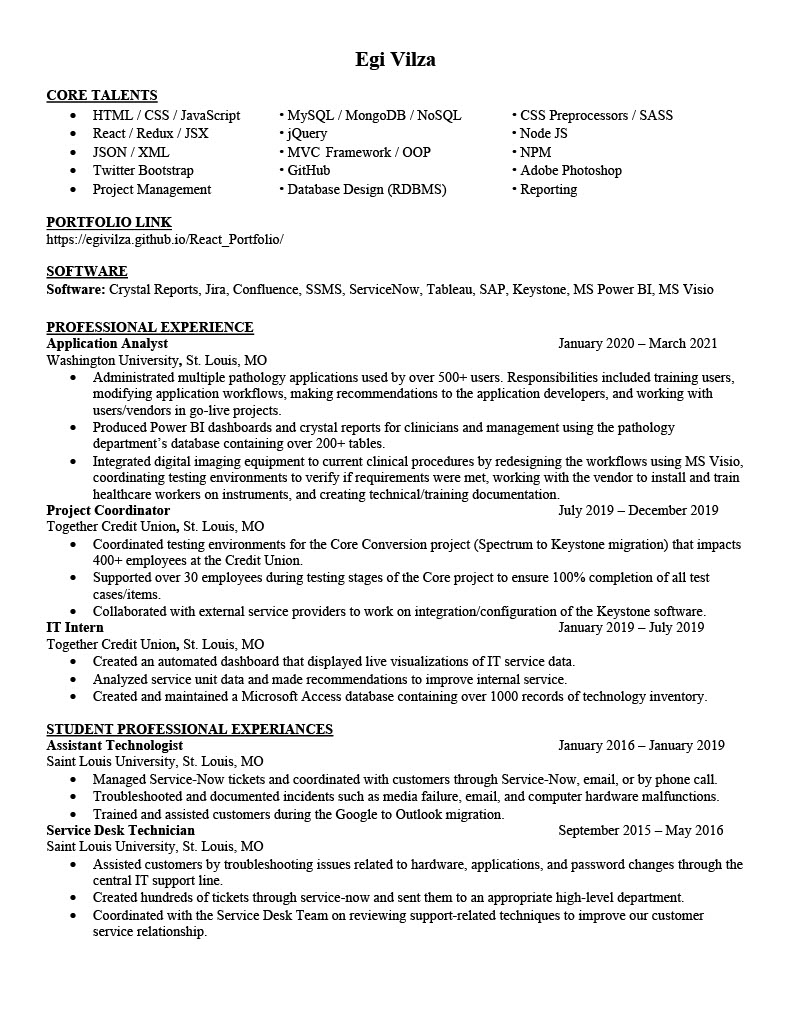 Egi Vilza
CORE TALENTS
• HTML / CSS / JavaScript • MySQL / MongoDB / NoSQL • CSS Preprocessors / SASS
• React / Redux / JSX • jQuery • Node JS
• JSON / XML • MVC Framework / OOP • NPM
• Twitter Bootstrap • GitHub • Adobe Photoshop
• Project Management • Database Design (RDBMS) • Reporting
PORTFOLIO LINK
https://egivilza.github.io/React_Portfolio/
SOFTWARE
Software: Crystal Reports, Jira, Confluence, SSMS, ServiceNow, Tableau, SAP, Keystone, MS Power BI, MS Visio
PROFESSIONAL EXPERIENCE
Application Analyst January 2020 – March 2021
Washington University, St. Louis, MO
• Administrated multiple pathology applications used by over 500+ users. Responsibilities included training users,
modifying application workflows, making recommendations to the application developers, and working with
users/vendors in go-live projects.
• Produced Power BI dashboards and crystal reports for clinicians and management using the pathology
department’s database containing over 200+ tables.
• Integrated digital imaging equipment to current clinical procedures by redesigning the workflows using MS Visio,
coordinating testing environments to verify if requirements were met, working with the vendor to install and train
healthcare workers on instruments, and creating technical/training documentation.
Project Coordinator July 2019 – December 2019
Together Credit Union, St. Louis, MO
• Coordinated testing environments for the Core Conversion project (Spectrum to Keystone migration) that impacts
400+ employees at the Credit Union.
• Supported over 30 employees during testing stages of the Core project to ensure 100% completion of all test
cases/items.
• Collaborated with external service providers to work on integration/configuration of the Keystone software.
IT Intern January 2019 – July 2019
Together Credit Union, St. Louis, MO
• Created an automated dashboard that displayed live visualizations of IT service data.
• Analyzed service unit data and made recommendations to improve internal service.
• Created and maintained a Microsoft Access database containing over 1000 records of technology inventory.
STUDENT PROFESSIONAL EXPERIANCES
Assistant Technologist January 2016 – January 2019
Saint Louis University, St. Louis, MO
• Managed Service-Now tickets and coordinated with customers through Service-Now, email, or by phone call.
• Troubleshooted and documented incidents such as media failure, email, and computer hardware malfunctions.
• Trained and assisted customers during the Google to Outlook migration.
Service Desk Technician September 2015 – May 2016
Saint Louis University, St. Louis, MO
• Assisted customers by troubleshooting issues related to hardware, applications, and password changes through the
central IT support line.
• Created hundreds of tickets through service-now and sent them to an appropriate high-level department.
• Coordinated with the Service Desk Team on reviewing support-related techniques to improve our customer
service relationship.